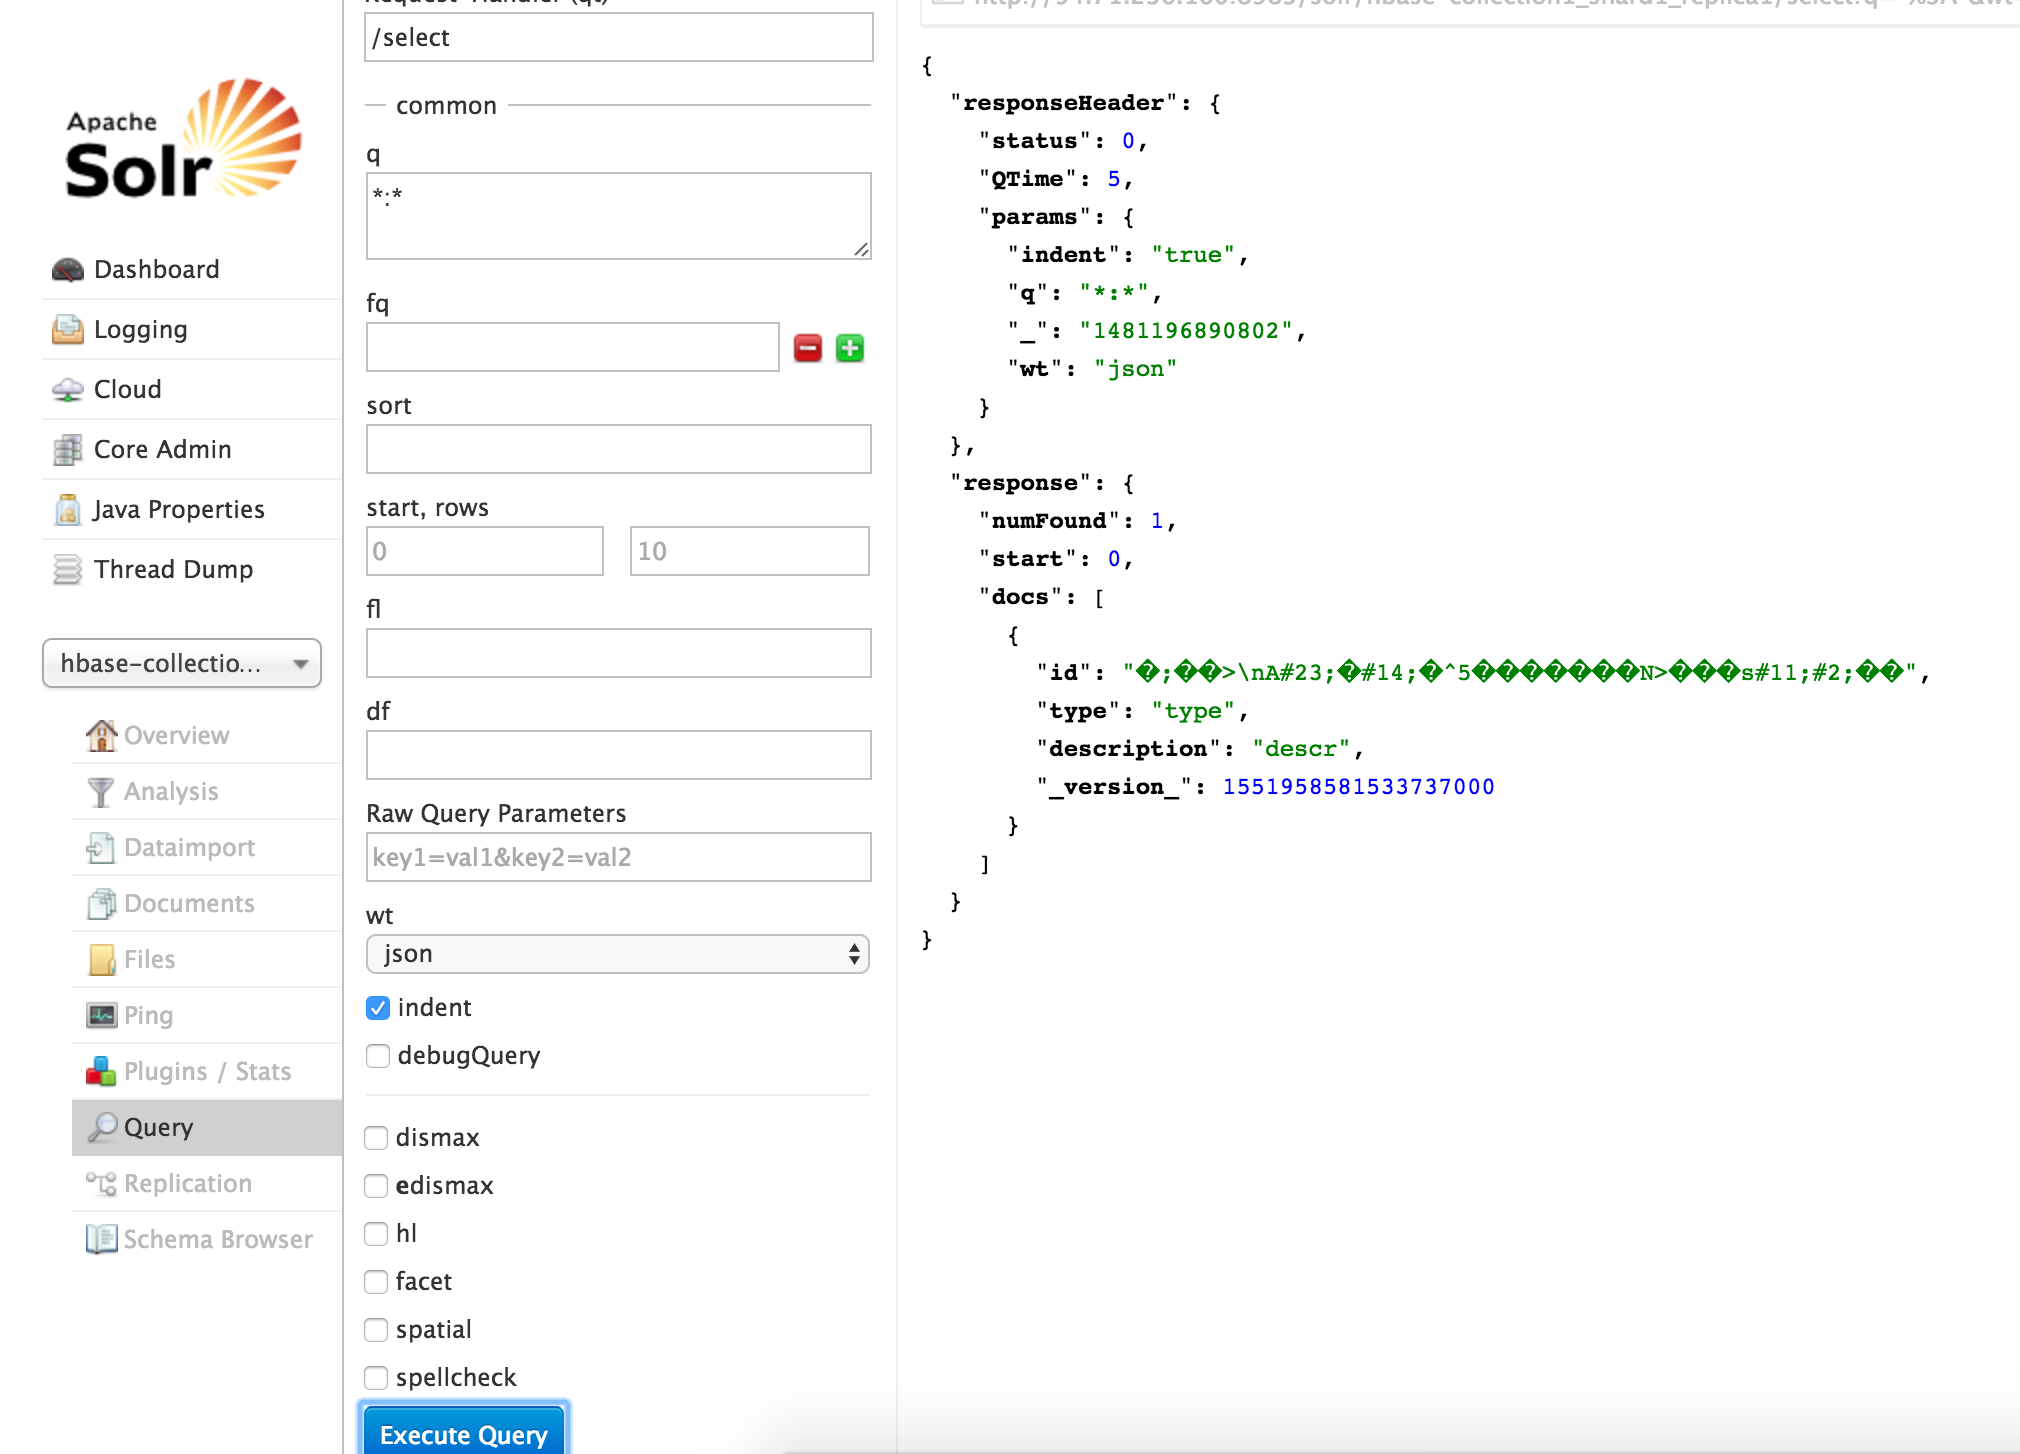 Apache
Solr
Dashboard
Logging
Cloud
Core Admin
Java Properties
Thread Dump
hbase-collectio...
Overview
Analysis
Dataimport
Documents
Files
Ping
Plugins / Stats
Query
Replication
Schema Browser
/select
common
q
*:*
fq
sort
start, rows
0 10
fl
df
Raw Query Parameters
key1=val1&key2=val2
wt
json
indent
debugQuery
dismax
edismax
hl
facet
spatial
spellcheck
Execute Query
{
"responseHeader": {
"status": 0,
"QTime": 5,
"params": {
"indent": "true",
"q": "*:*",
"_": "1481196890802",
"wt": "json"
}
},
"response": {
"numFound": 1,
"start": 0,
"docs": [
{
"id": "�;��>\nA#23;�#14;�^5�������N>���s#11;#2;��",
"type": "type",
"description": "descr",
"_version_": 1551958581533737000
}
]
}
}